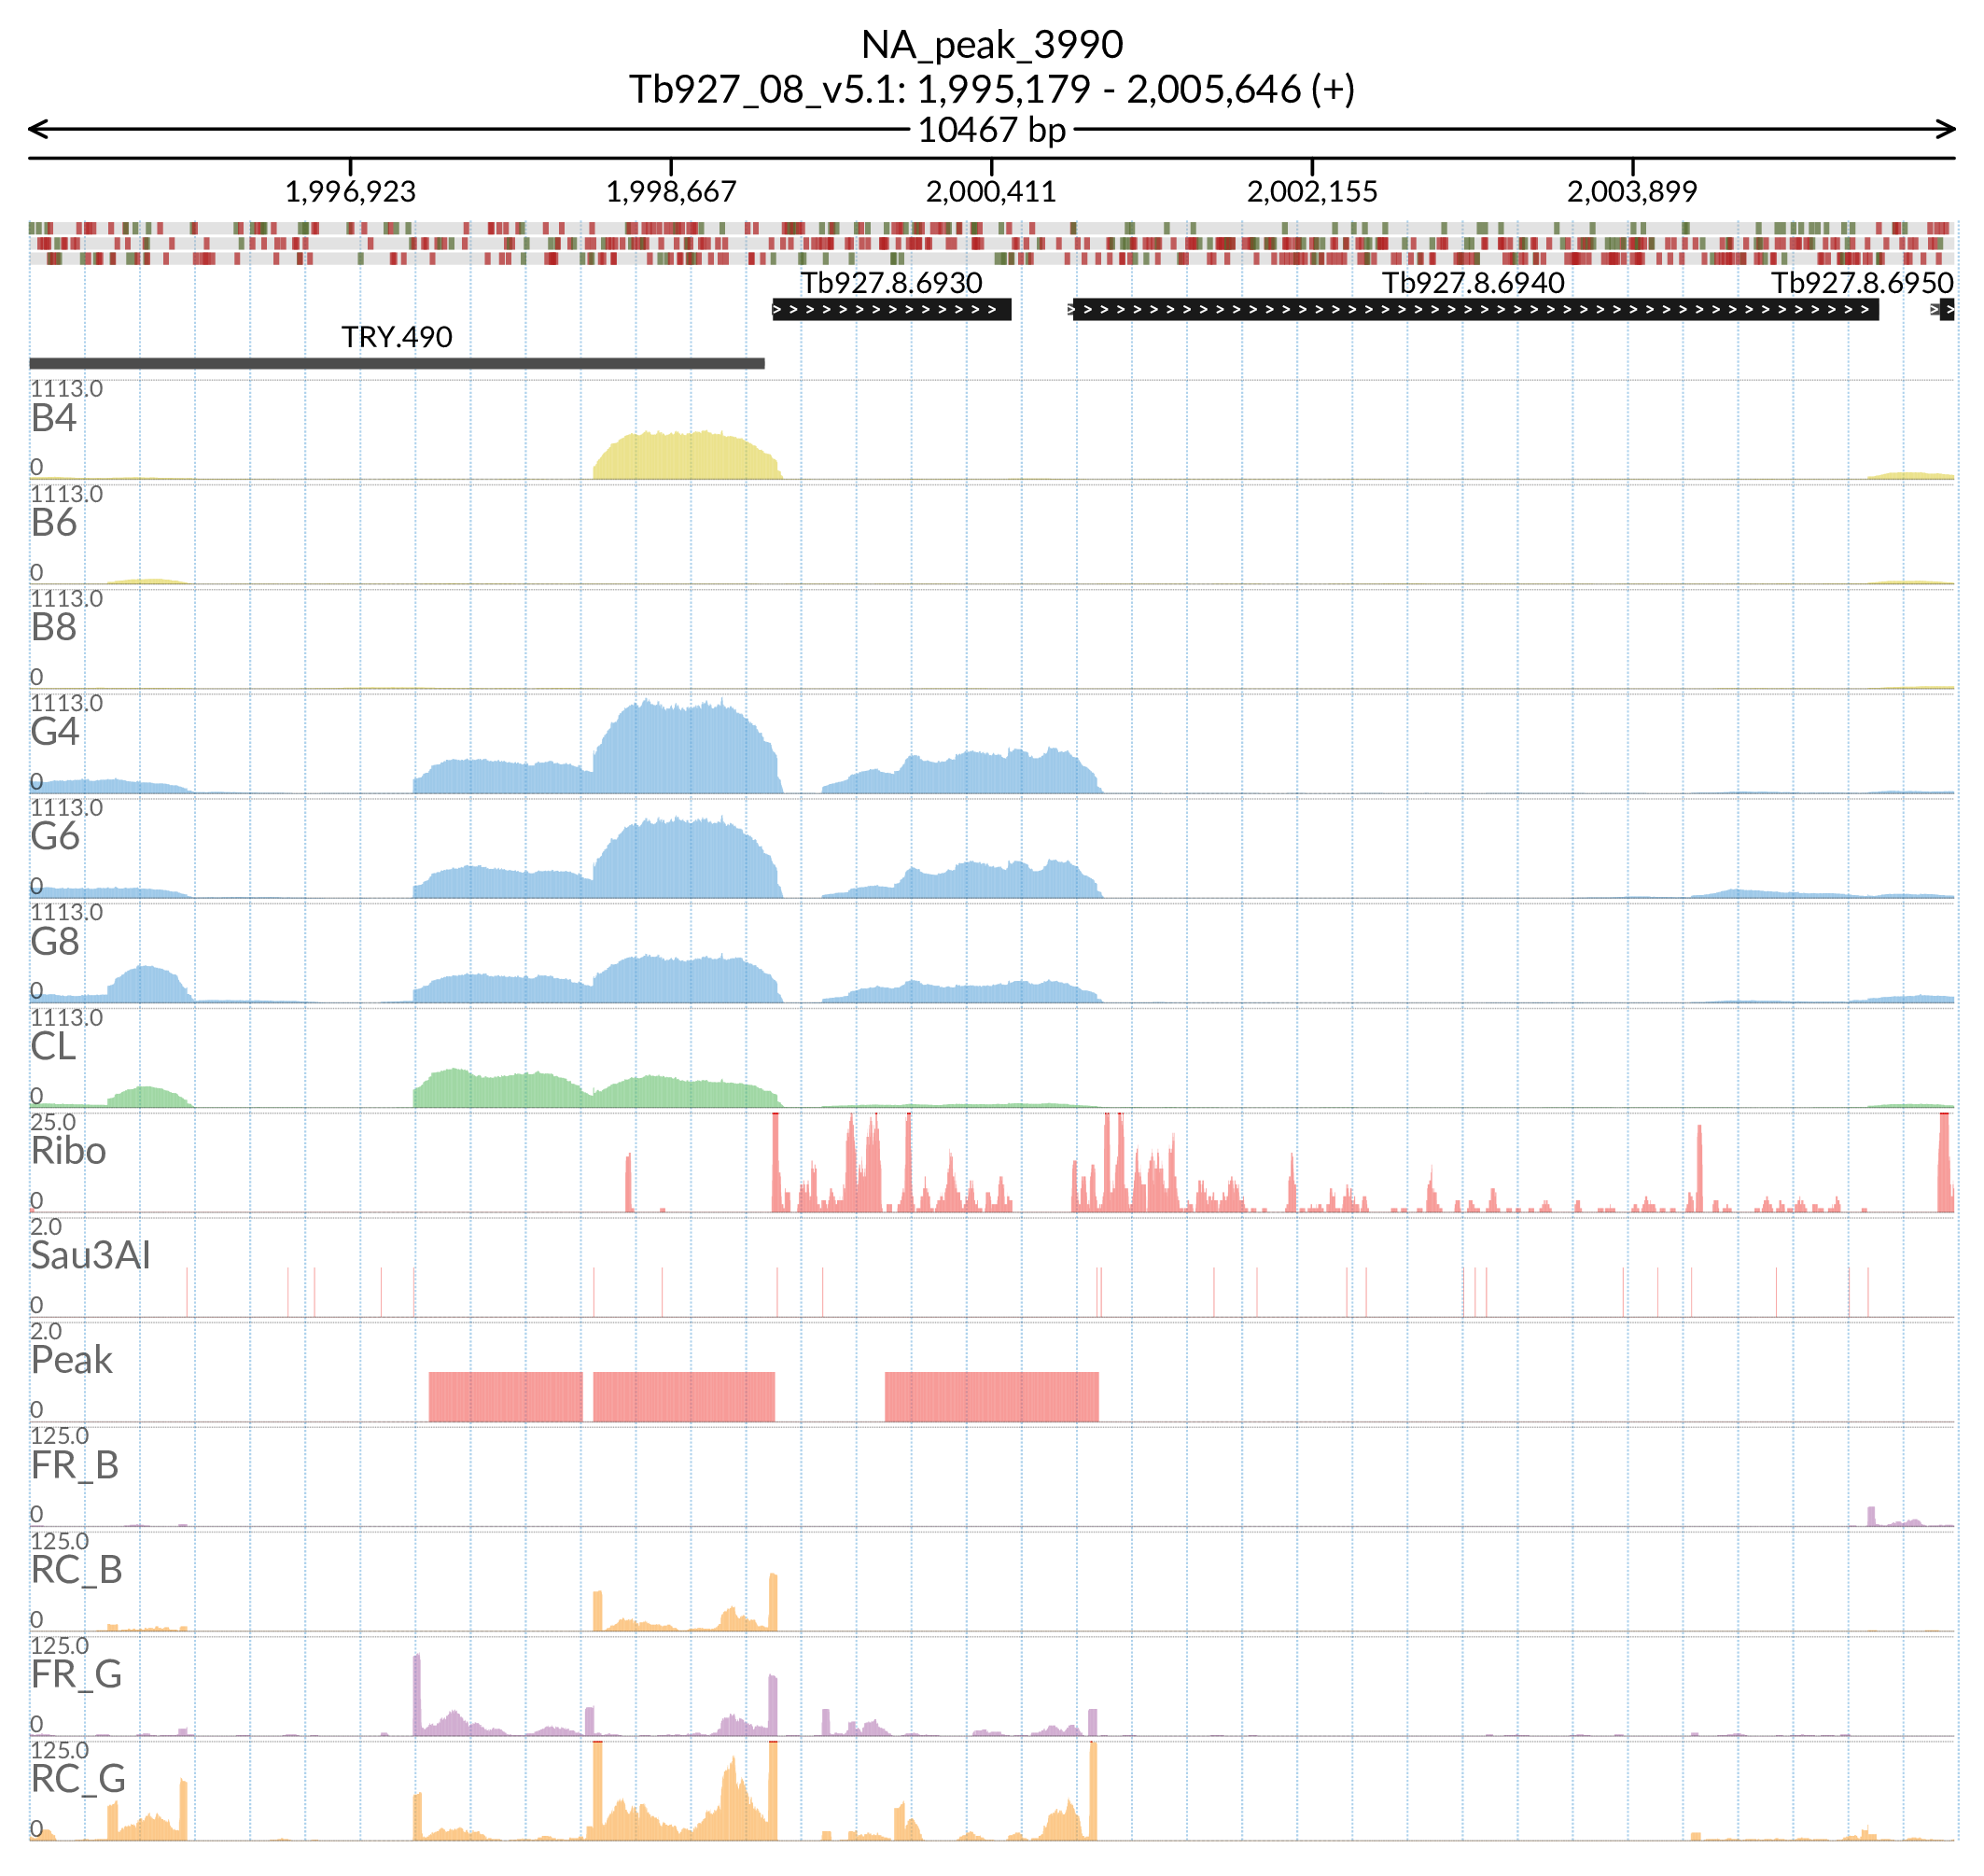 NA_peak_3990
Tb927_08_v5.1: 1,995,179 - 2,005,646 (+)
10467 bp
1,996,923 1,998,667 2,000,411 2,002,155 2,003,899
Tb927.8.6930 Tb927.8.6940 Tb927.8.6950
TRY.490
1113.0
B4
0
1113.0
B6
0
1113.0
B8
0
1113.0
G4
0
1113.0
G6
0
1113.0
G8
0
1113.0
CL
0
25.0
Ribo
0
2.0
Sau3AI
0
2.0
Peak
0
125.0
FR_B
0
125.0
RC_B
0
125.0
FR_G
0
125.0
RC_G
0